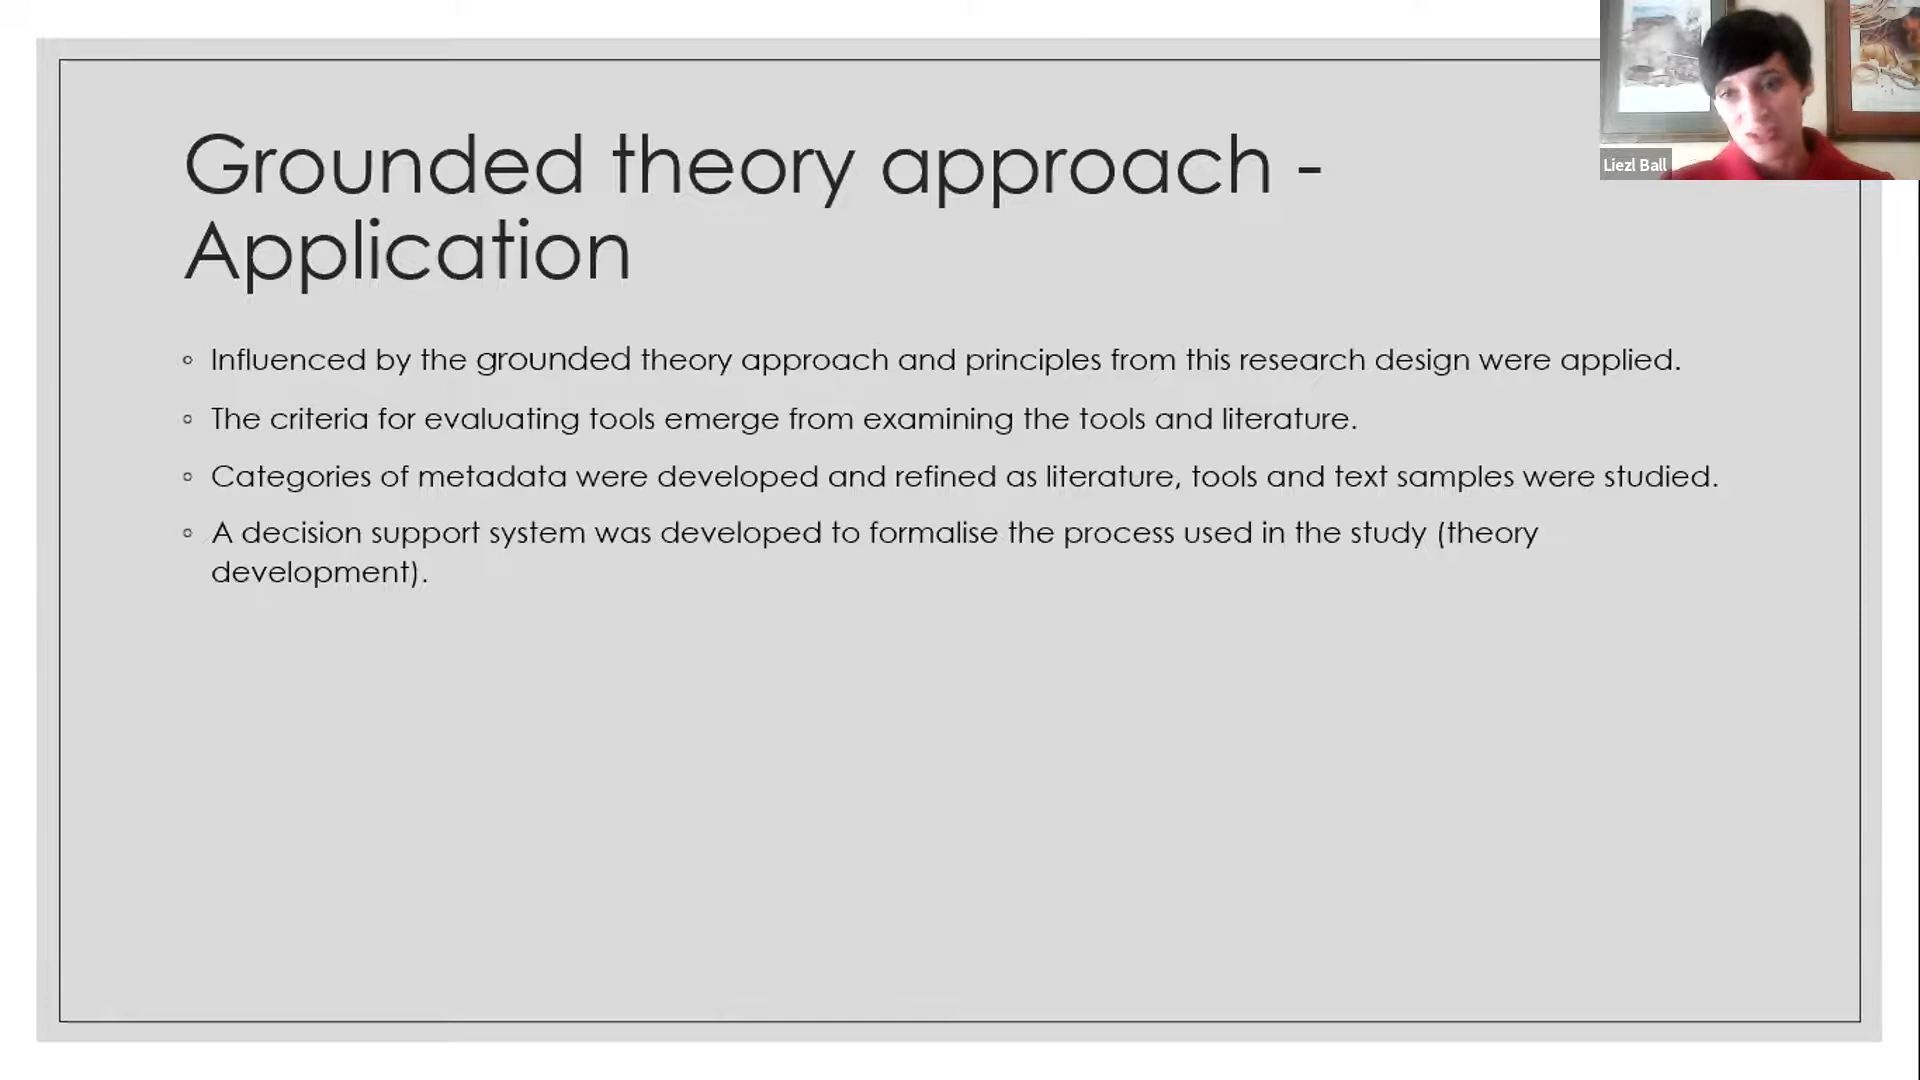 Grounded theory approach -
Application
◦ Influenced by the grounded theory approach and principles from this research design were applied.
◦ The criteria for evaluating tools emerge from examining the tools and literature.
◦ Categories of metadata were developed and refined as literature, tools and text samples were studied.
◦ A decision support system was developed to formalise the process used in the study (theory
development).
Liezl Ball